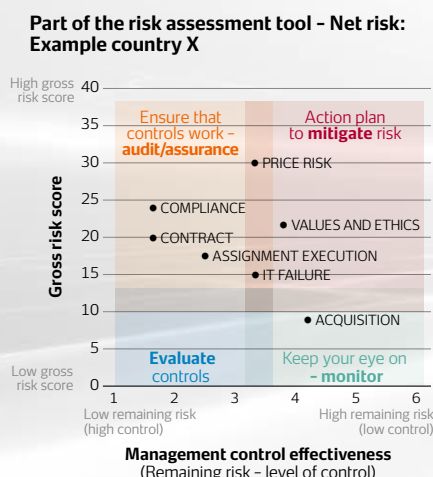 Part of the risk assessment tool – Net risk:
Example country X
High gross
risk score
40
35
30
25
20
15
10
5
0
Low gross
risk score
Gross risk score
Ensure that
controls work –
audit/assurance
Action plan
to mitigate risk
• PRICE RISK
• COMPLIANCE
• VALUES AND ETHICS
• CONTRACT
• ASSIGNMENT EXECUTION
• IT FAILURE
• ACQUISITION
Evaluate
controls
Keep your eye on
– monitor
1 2 3 4 5 6
Low remaining risk
(high control)
High remaining risk
(low control)
Management control effectiveness
(Remaining risk – level of control)